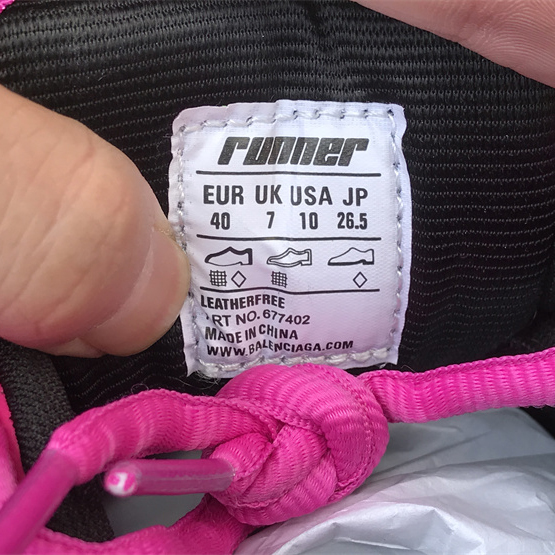 runner
EUR UK USA JP
40 7 10 26.5
LEATHERFREE
RT NO. 677402
MADE IN CHINA
WWW.BALENCIAGA.COM